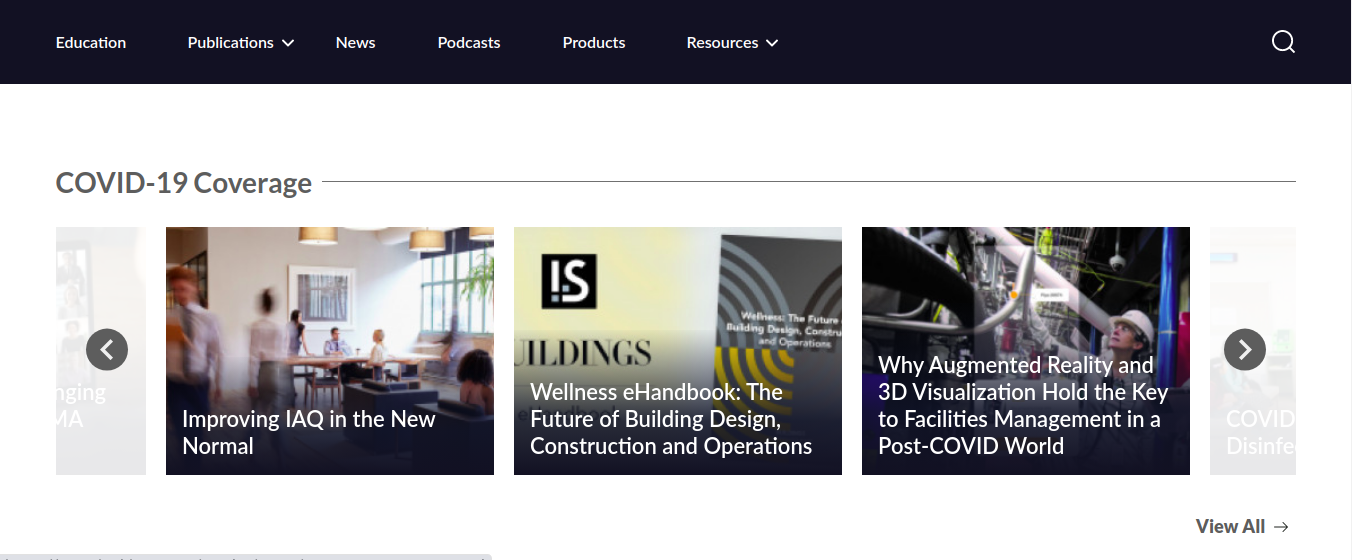 Education Publications News Podcasts Products Resources
COVID-19 Coverage
nging
MA
Improving IAQ in the New
Normal
IS
UILDINGS
Wellness: The Future
Building Design, Constru
and Operations
Wellness eHandbook: The
Future of Building Design,
Construction and Operations
Why Augmented Reality and
3D Visualization Hold the Key
to Facilities Management in a
Post-COVID World
COVID
Disinfe
View All